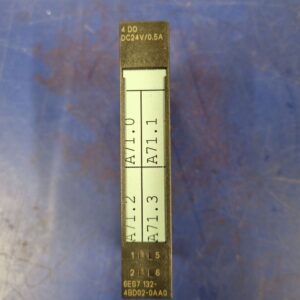 4 DO
DC24V/0.5A
A71.0
A71.1
A71.2
A71.3
1 5
2 6
6ES7 132-
4BD02-0AA0